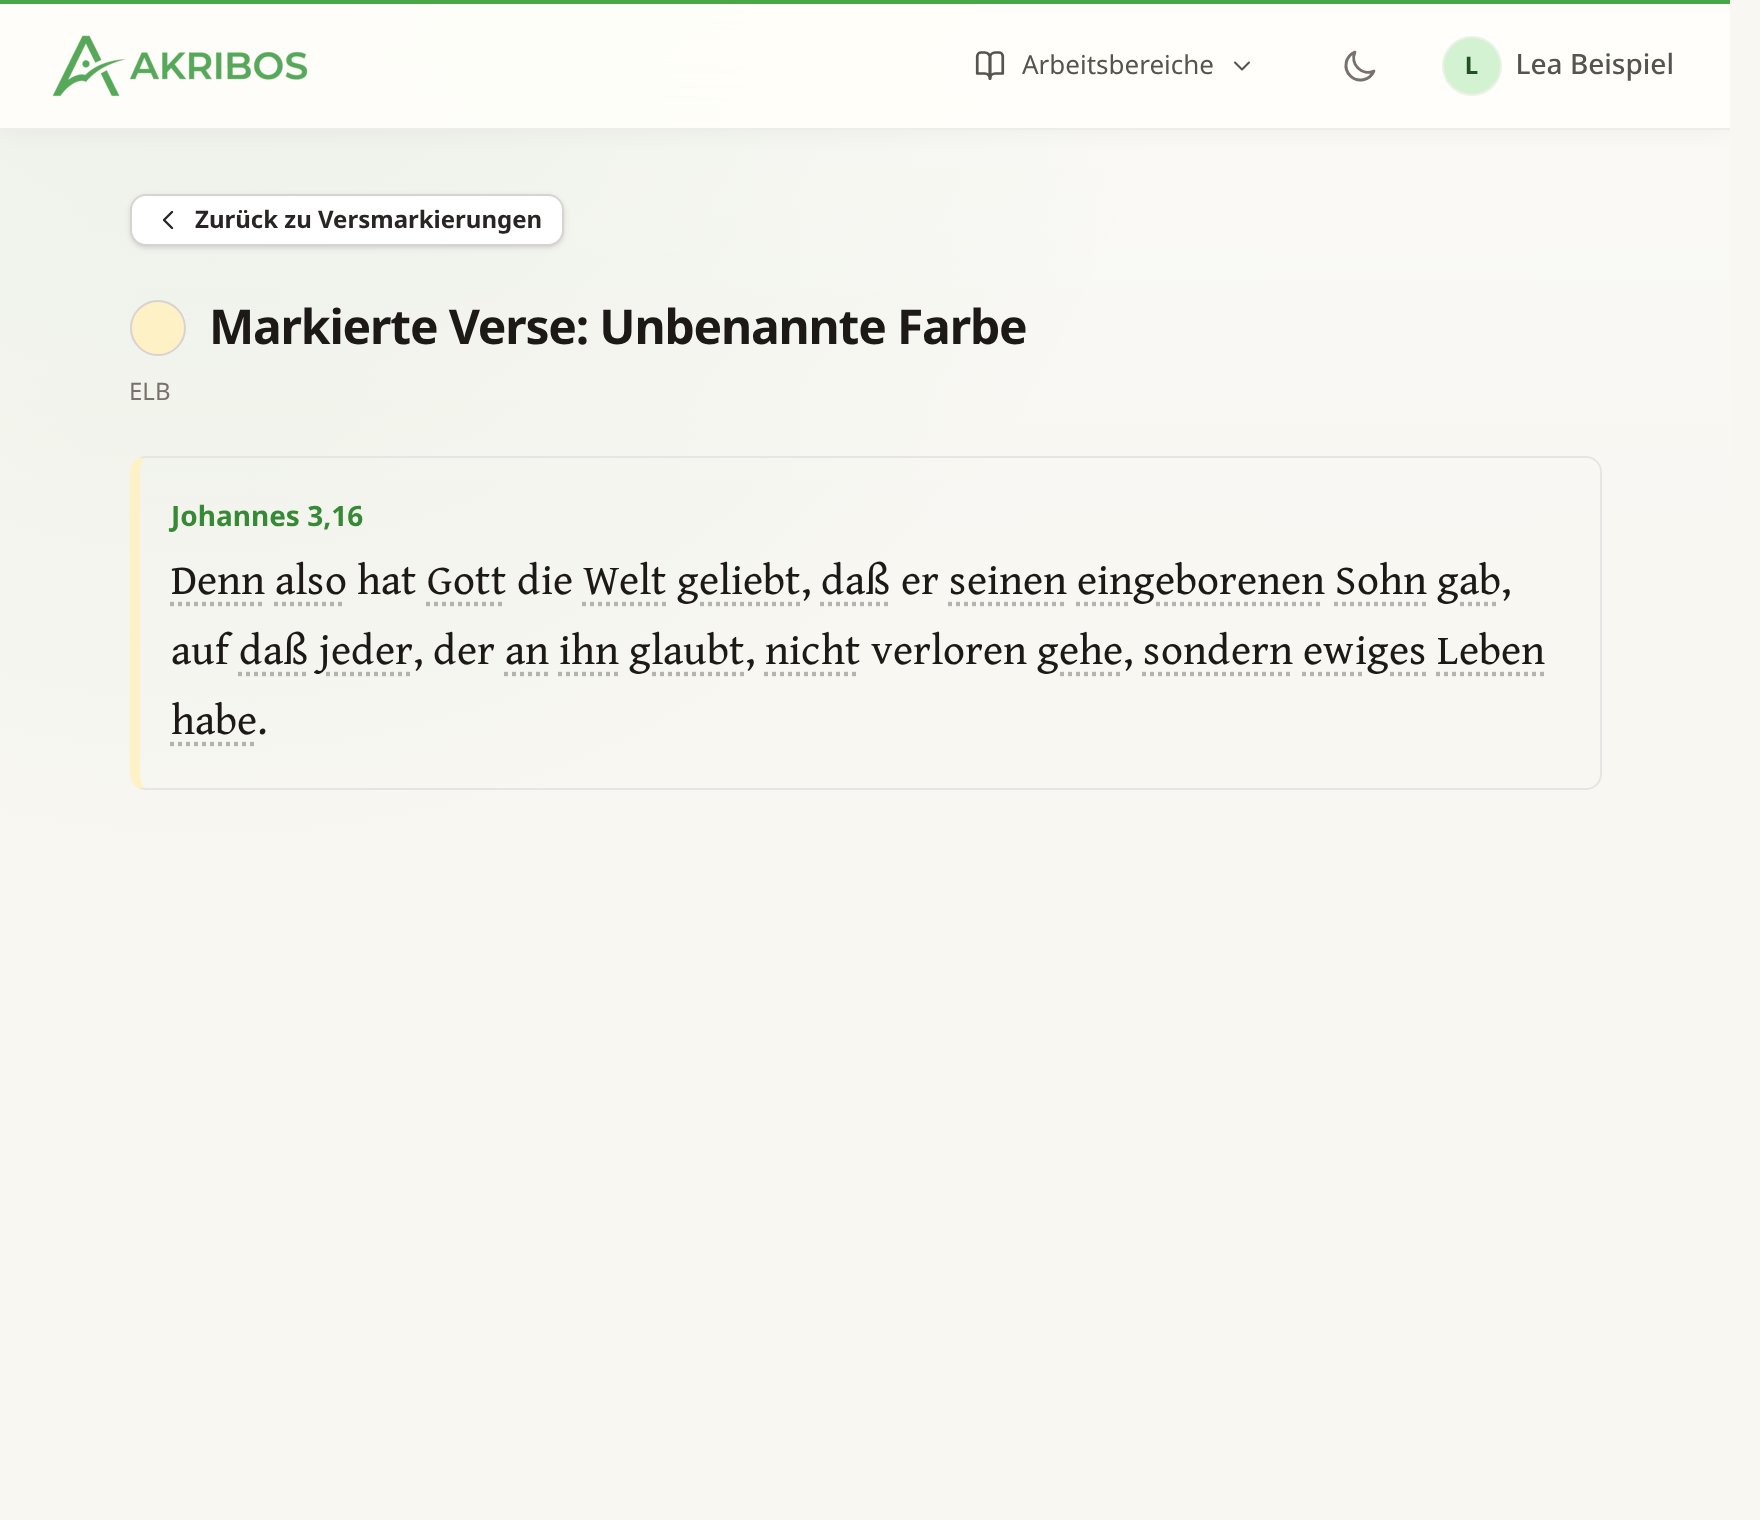 AKRIBOS
Arbeitsbereiche
L
Lea Beispiel
Zurück zu Versmarkierungen
Markierte Verse: Unbenannte Farbe
ELB
Johannes 3,16
Denn also hat Gott die Welt geliebt, daß er seinen eingeborenen Sohn gab,
auf daß jeder, der an ihn glaubt, nicht verloren gehe, sondern ewiges Leben
habe.